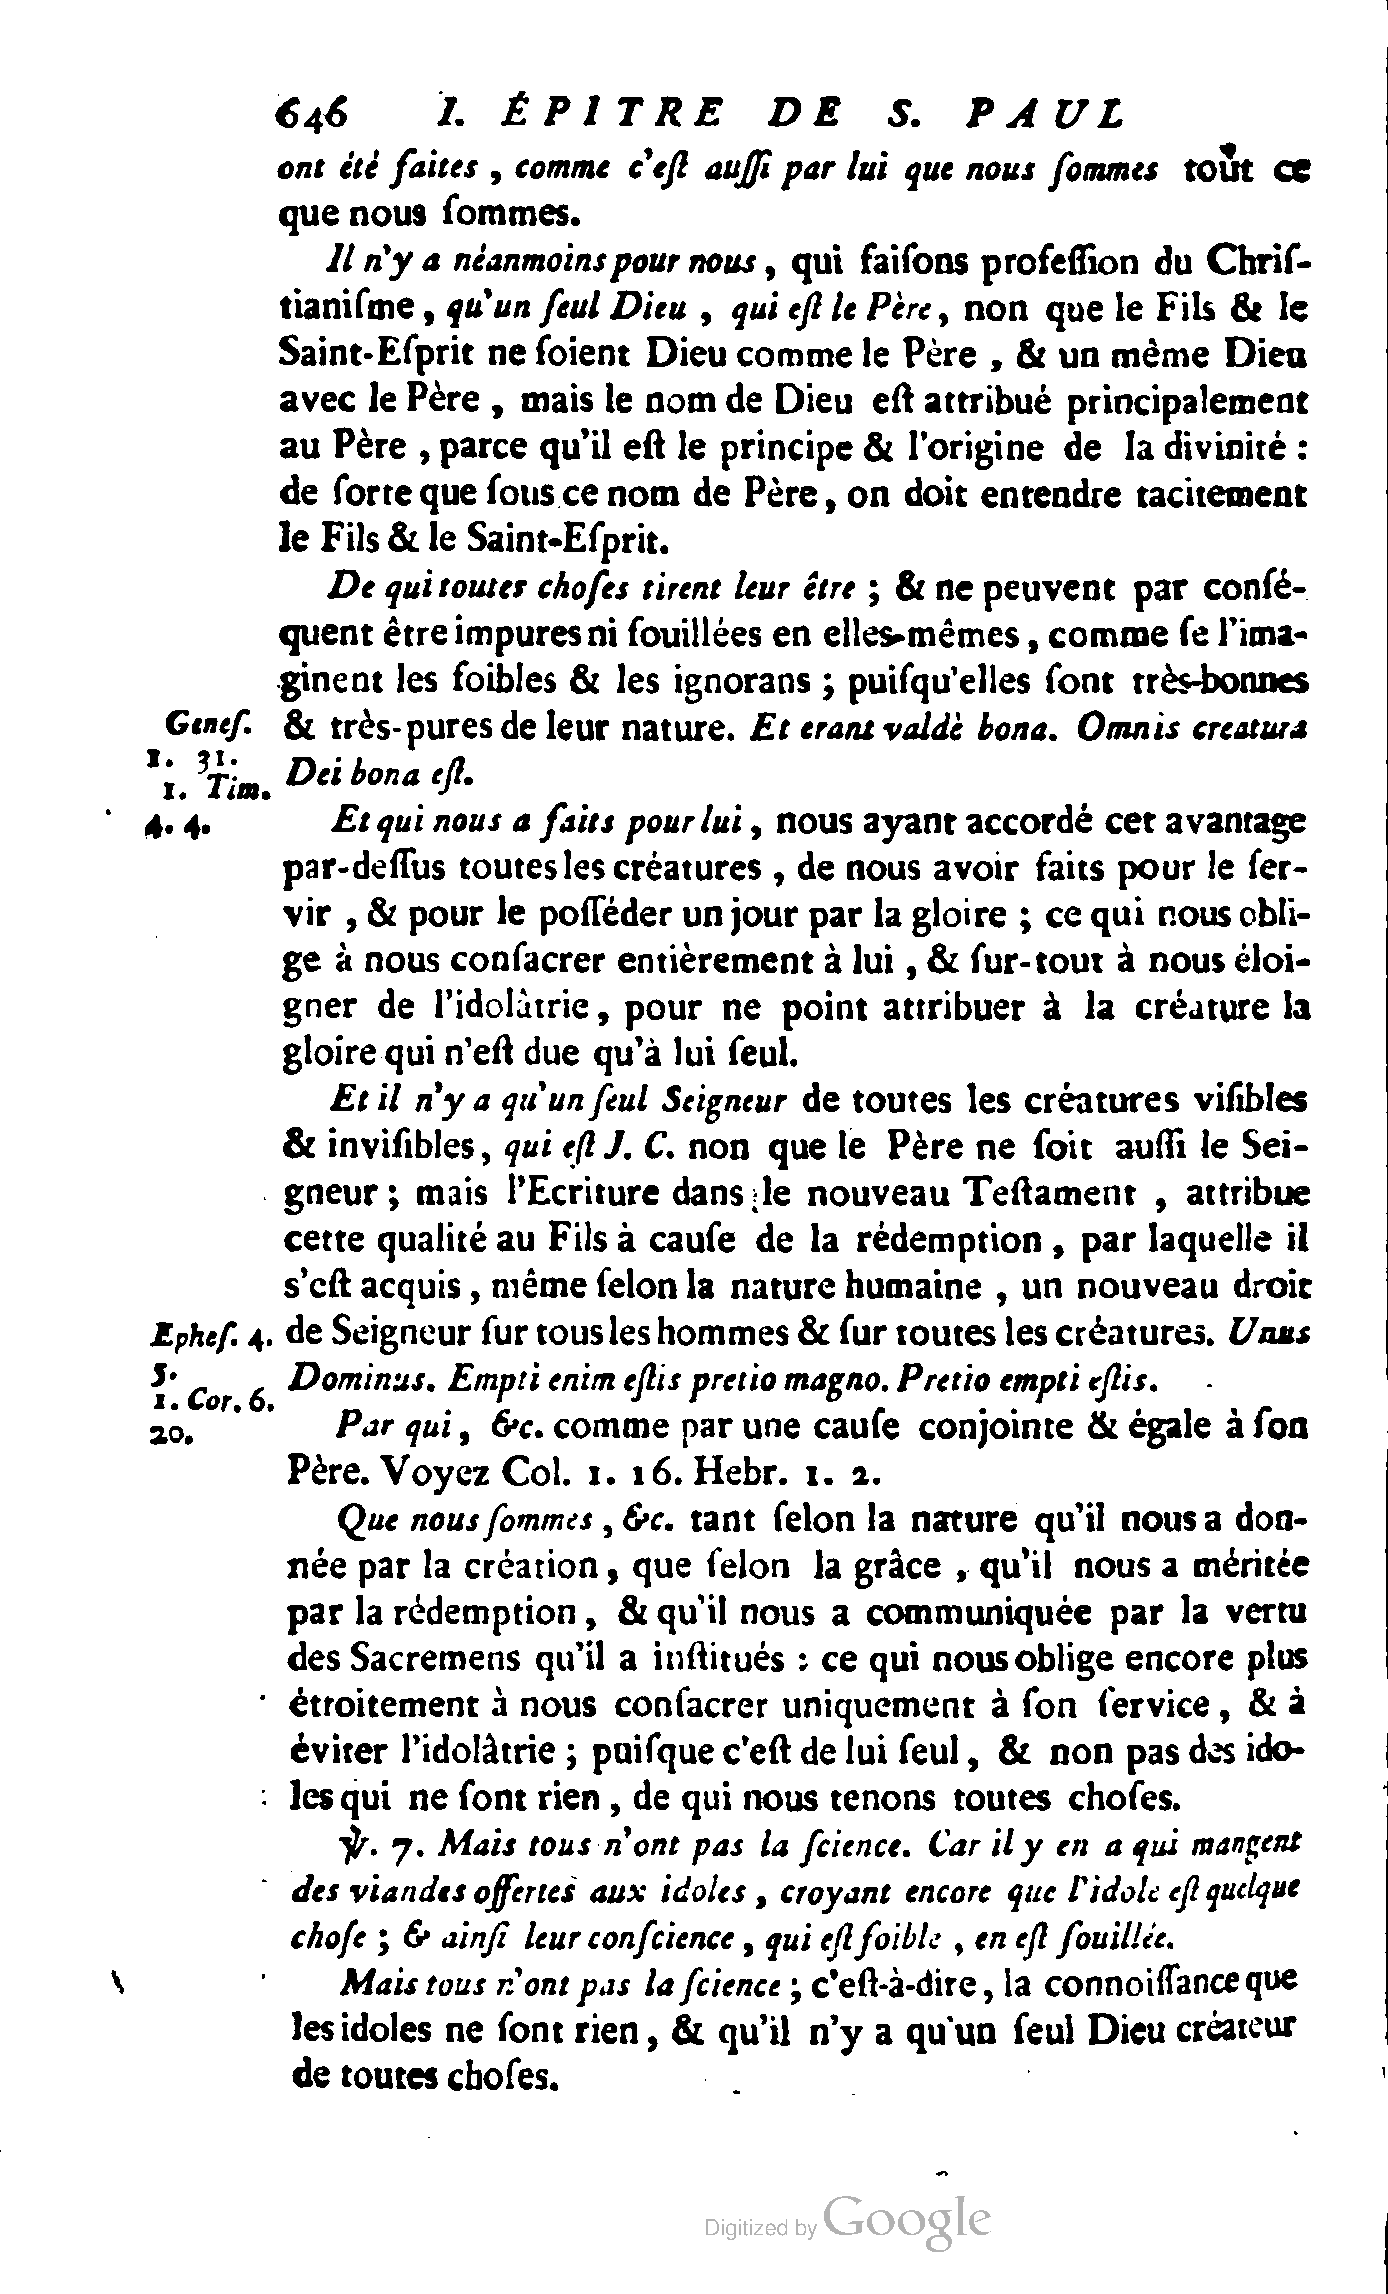 646 I. ÉPITRE DE S. PAUL
ont été faites , comme c'eſt auſſi par lui que nous ſommes tout ce
que nous ſommes.
Il n'y a néanmoins pour nous, qui faiſons profeſſion du Chriſ-
tianiſme, qu'un ſeul Dieu , qui eſt le Père, non que le Fils & le
Saint-Eſprit ne ſoient Dieu comme le Père , & un même Dieu
avec le Père , mais le nom de Dieu eſt attribué principalement
au Père , parce qu'il eſt le principe & l'origine de la divinité :
de ſorte que ſous ce nom de Père, on doit entendre tacitement
le Fils & le Saint-Eſprit.
De qui toutes choſes tirent leur être ; & ne peuvent par conſé-
quent être impures ni ſouillées en elles-mêmes, comme ſe l'ima-
ginent les foibles & les ignorans ; puiſqu'elles ſont très-bonnes
Geneſ. & très-pures de leur nature. Et erant valdè bona. Omnis creatura
1. 31.
1. Tim. Dei bona eſt.
4. 4. Et qui nous a faits pour lui, nous ayant accordé cet avantage
par-deſſus toutes les créatures , de nous avoir faits pour le ſer-
vir , & pour le poſſéder un jour par la gloire ; ce qui nous obli-
ge à nous conſacrer entièrement à lui , & ſur-tout à nous éloi-
gner de l'idolâtrie, pour ne point attribuer à la créature la
gloire qui n'eſt due qu'à lui ſeul.
Et il n'y a qu'un ſeul Seigneur de toutes les créatures viſibles
& inviſibles, qui eſt J. C. non que le Père ne ſoit auſſi le Sei-
gneur ; mais l'Ecriture dans le nouveau Teſtament , attribue
cette qualité au Fils à cauſe de la rédemption , par laquelle il
s'eſt acquis, même ſelon la nature humaine , un nouveau droit
Epheſ. 4. de Seigneur ſur tous les hommes & ſur toutes les créatures. Unus
5. Dominus. Empti enim eſtis pretio magno. Pretio empti eſtis.
1. Cor. 6.
20. Par qui, &c. comme par une cauſe conjointe & égale à ſon
Père. Voyez Col. 1. 16. Hebr. 1. 2.
Que nous ſommes , &c. tant ſelon la nature qu'il nous a don-
née par la création, que ſelon la grâce , qu'il nous a méritée
par la rédemption, & qu'il nous a communiquée par la vertu
des Sacremens qu'il a inſtitués : ce qui nous oblige encore plus
étroitement à nous conſacrer uniquement à ſon ſervice, & à
éviter l'idolâtrie ; puiſque c'eſt de lui ſeul, & non pas des ido-
les qui ne ſont rien , de qui nous tenons toutes choſes.
℣. 7. Mais tous n'ont pas la ſcience. Car il y en a qui mangent
des viandes offertes aux idoles , croyant encore que l'idole eſt quelque
choſe ; & ainſi leur conſcience , qui eſt foible , en eſt ſouillée.
Mais tous n'ont pas la ſcience ; c'eſt-à-dire, la connoiſſance que
les idoles ne ſont rien, & qu'il n'y a qu'un ſeul Dieu créateur
de toutes choſes.
Digitized by Google